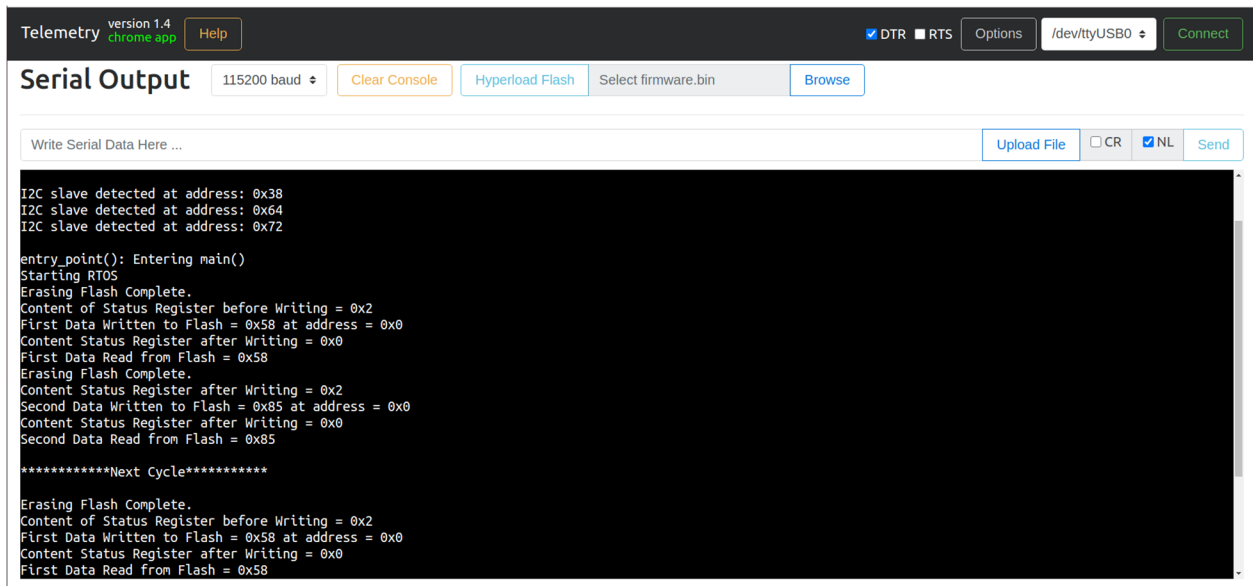 Telemetry version 1.4 chrome app Help DTR RTS Options /dev/ttyUSB0 Connect
Serial Output 115200 baud Clear Console Hyperload Flash Select firmware.bin Browse
Write Serial Data Here ... Upload File CR NL Send
I2C slave detected at address: 0x38
I2C slave detected at address: 0x64
I2C slave detected at address: 0x72
entry_point(): Entering main()
Starting RTOS
Erasing Flash Complete.
Content of Status Register before Writing = 0x2
First Data Written to Flash = 0x58 at address = 0x0
Content Status Register after Writing = 0x0
First Data Read from Flash = 0x58
Erasing Flash Complete.
Content Status Register after Writing = 0x2
Second Data Written to Flash = 0x85 at address = 0x0
Content Status Register after Writing = 0x0
Second Data Read from Flash = 0x85
************Next Cycle***********
Erasing Flash Complete.
Content of Status Register before Writing = 0x2
First Data Written to Flash = 0x58 at address = 0x0
Content Status Register after Writing = 0x0
First Data Read from Flash = 0x58